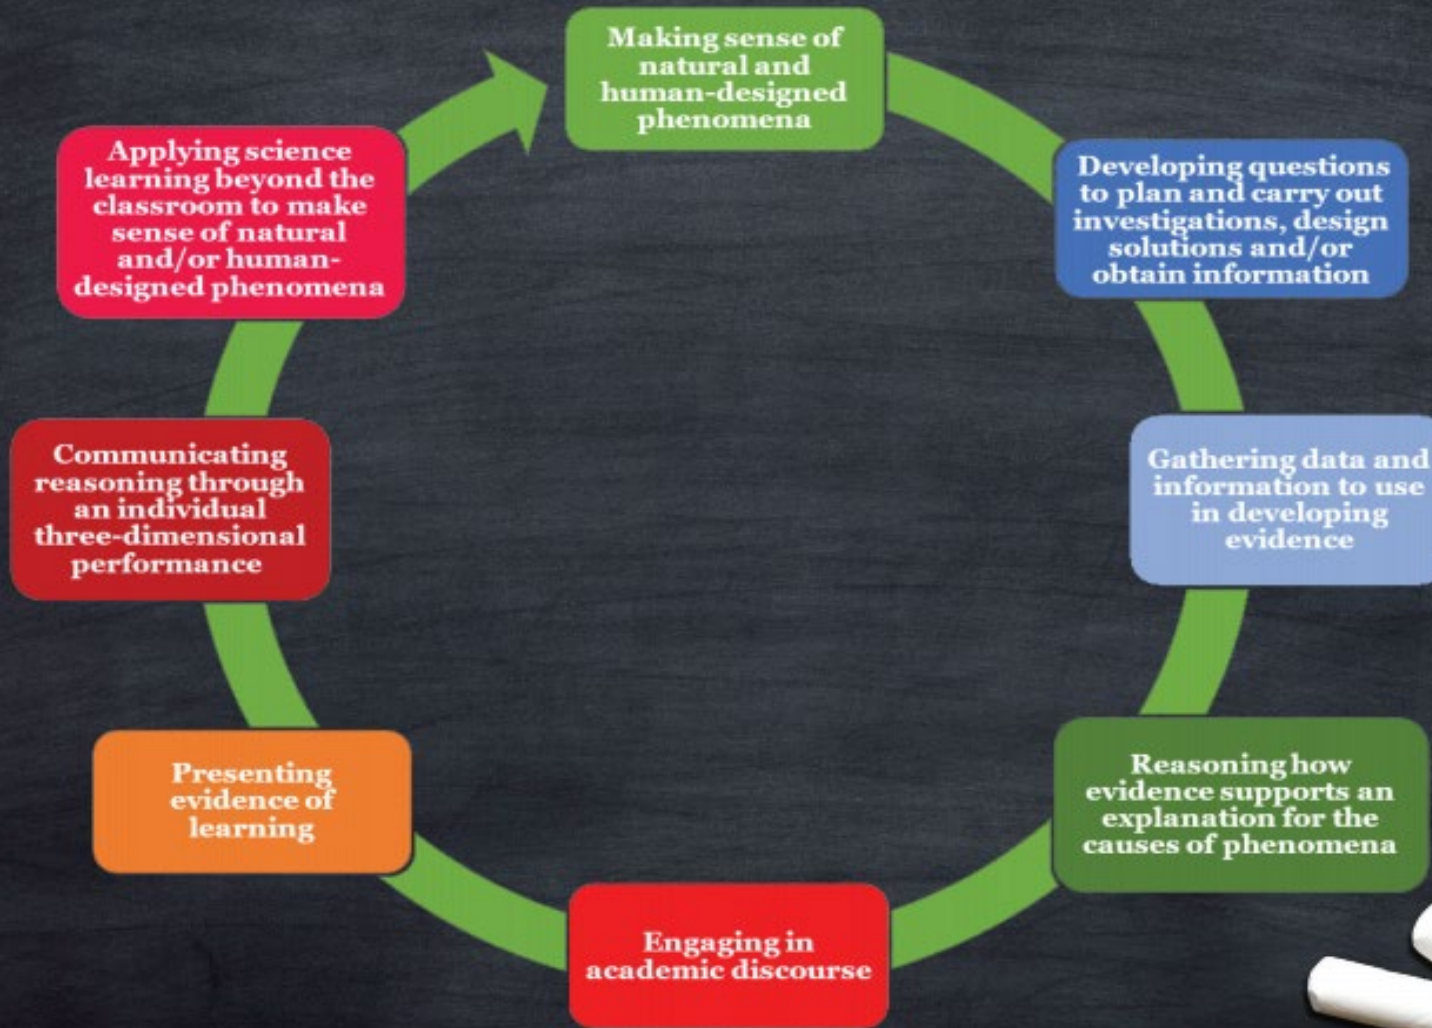 Making sense of
natural and
human-designed
phenomena
Developing questions
to plan and carry out
investigations, design
solutions and/or
obtain information
Gathering data and
information to use
in developing
evidence
Reasoning how
evidence supports an
explanation for the
causes of phenomena
Engaging in
academic discourse
Presenting
evidence of
learning
Communicating
reasoning through
an individual
three-dimensional
performance
Applying science
learning beyond the
classroom to make
sense of natural
and/or human-
designed phenomena